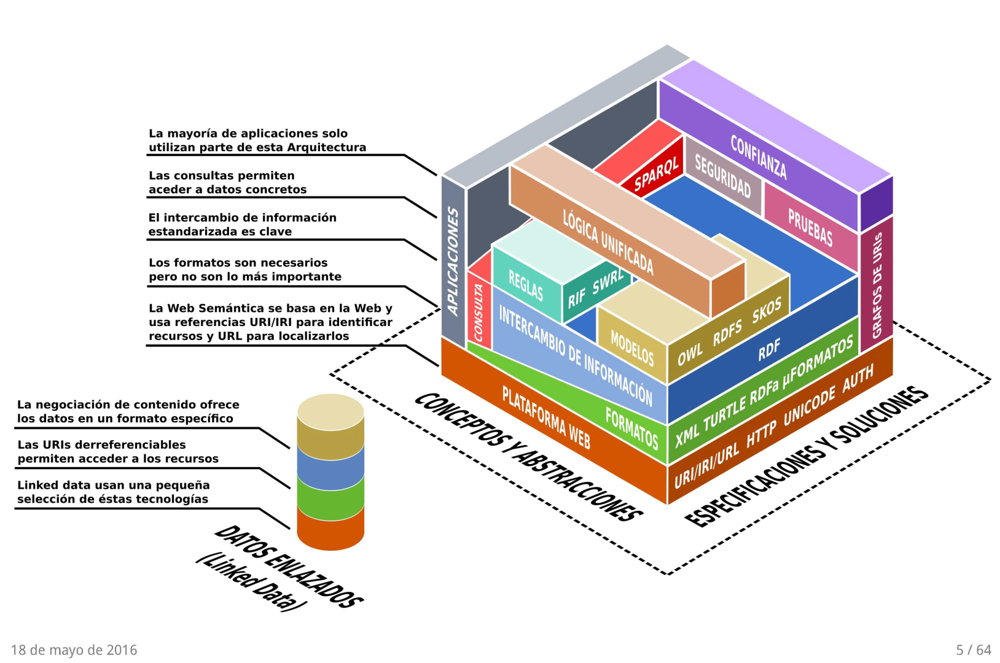 La mayoría de aplicaciones solo
utilizan parte de esta Arquitectura
Las consultas permiten
aceder a datos concretos
El intercambio de información
estandarizada es clave
Los formatos son necesarios
pero no son lo más importante
La Web Semántica se basa en la Web y
usa referencias URI/IRI para identificar
recursos y URL para localizarlos
La negociación de contenido ofrece
los datos en un formato específico
Las URIs derreferenciables
permiten acceder a los recursos
Linked data usan una pequeña
selección de éstas tecnologías
DATOS ENLAZADOS
(Linked Data)
APLICACIONES
CONFIANZA
SPARQL
SEGURIDAD
PRUEBAS
LÓGICA UNIFICADA
REGLAS
RIF SWRL
CONSULTA
INTERCAMBIO DE INFORMACIÓN
MODELOS
OWL RDFS SKOS
RDF
GRAFOS DE URIs
FORMATOS
XML TURTLE RDFa µFORMATOS
PLATAFORMA WEB
URI/IRI/URL HTTP UNICODE AUTH
CONCEPTOS Y ABSTRACCIONES
ESPECIFICACIONES Y SOLUCIONES
18 de mayo de 2016
5 / 64